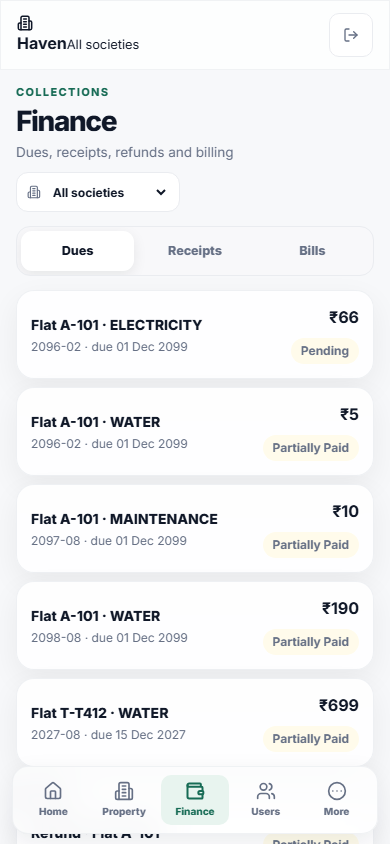 HavenAll societies
COLLECTIONS
Finance
Dues, receipts, refunds and billing
All societies
Dues Receipts Bills
Flat A-101 · ELECTRICITY ₹66
2096-02 · due 01 Dec 2099 Pending
Flat A-101 · WATER ₹5
2096-02 · due 01 Dec 2099 Partially Paid
Flat A-101 · MAINTENANCE ₹10
2097-08 · due 01 Dec 2099 Partially Paid
Flat A-101 · WATER ₹190
2098-08 · due 01 Dec 2099 Partially Paid
Flat T-T412 · WATER ₹699
2027-08 · due 15 Dec 2027 Partially Paid
Home Property Finance Users More